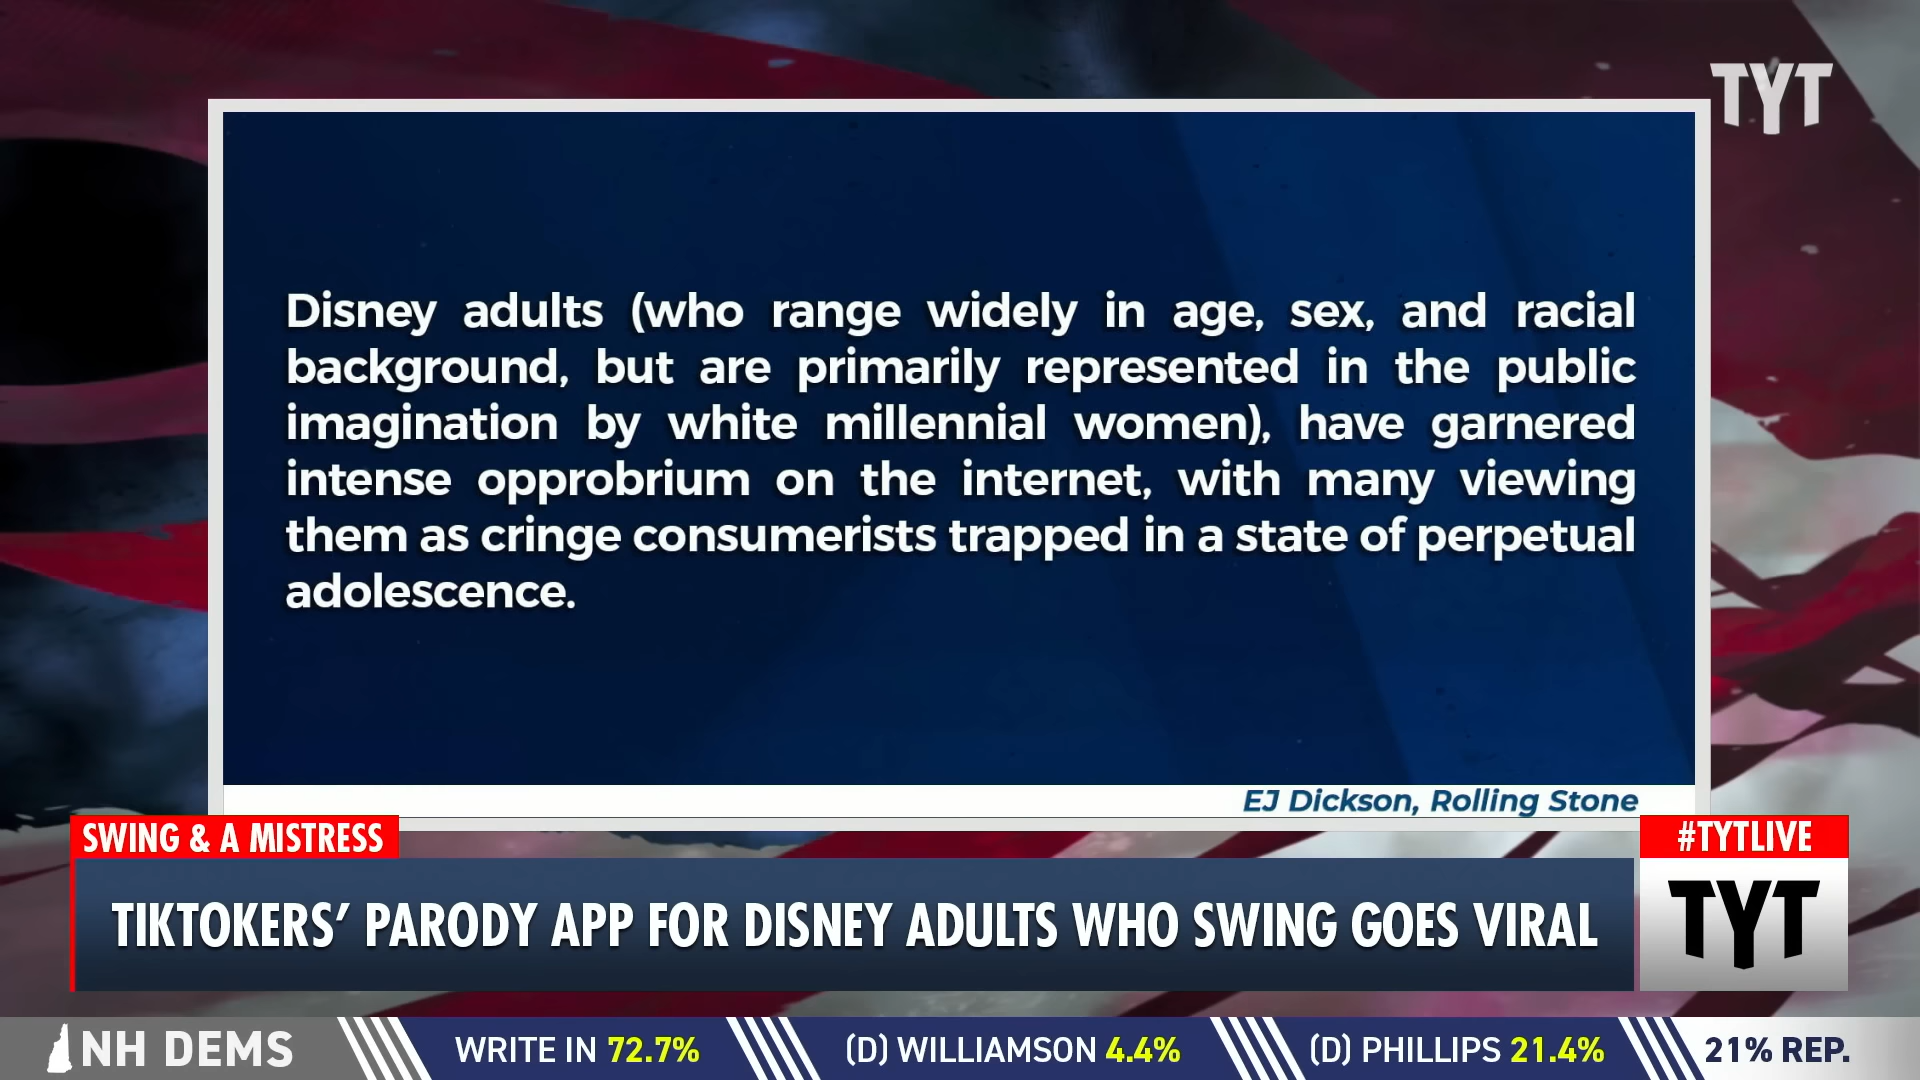 TYT
Disney adults (who range widely in age, sex, and racial
background, but are primarily represented in the public
imagination by white millennial women), have garnered
intense opprobrium on the internet, with many viewing
them as cringe consumerists trapped in a state of perpetual
adolescence.
EJ Dickson, Rolling Stone
SWING & A MISTRESS
#TYTLIVE
TIKTOKERS’ PARODY APP FOR DISNEY ADULTS WHO SWING GOES VIRAL
TYT
NH DEMS
WRITE IN 72.7%
(D) WILLIAMSON 4.4%
(D) PHILLIPS 21.4%
21% REP.